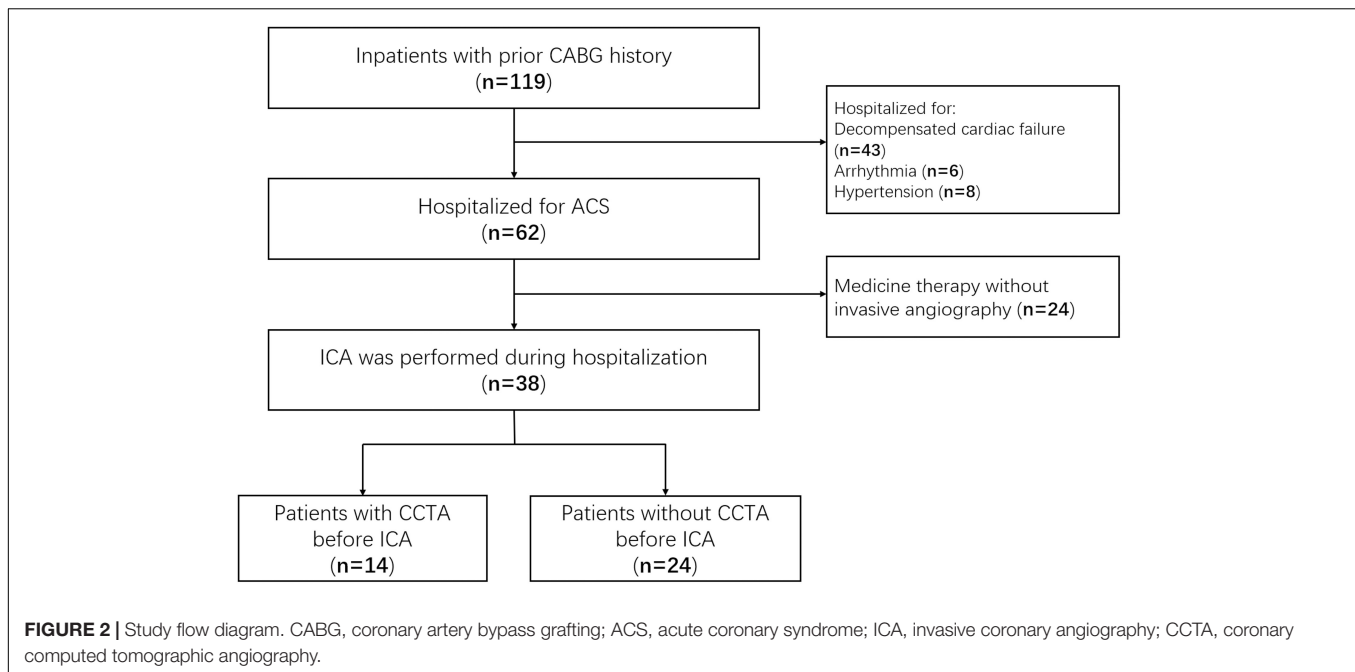 Inpatients with prior CABG history
(n=119)
Hospitalized for:
Decompensated cardiac failure
(n=43)
Arrhythmia (n=6)
Hypertension (n=8)
Hospitalized for ACS
(n=62)
Medicine therapy without
invasive angiography (n=24)
ICA was performed during hospitalization
(n=38)
Patients with CCTA
before ICA
(n=14)
Patients without CCTA
before ICA
(n=24)
FIGURE 2 | Study flow diagram. CABG, coronary artery bypass grafting; ACS, acute coronary syndrome; ICA, invasive coronary angiography; CCTA, coronary
computed tomographic angiography.